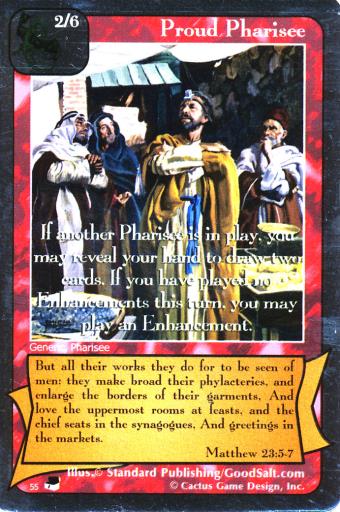 2/6
Proud Pharisee
If another Pharisee is in play, you
may reveal your hand to draw two
cards. If you have played no
Enhancements this turn, you may
play an Enhancement.
Generic, Pharisee
But all their works they do for to be seen of
men: they make broad their phylacteries, and
enlarge the borders of their garments, And
love the uppermost rooms at feasts, and the
chief seats in the synagogues, And greetings in
the markets.
Matthew 23:5-7
Illus.© Standard Publishing/GoodSalt.com
55
© Cactus Game Design, Inc.